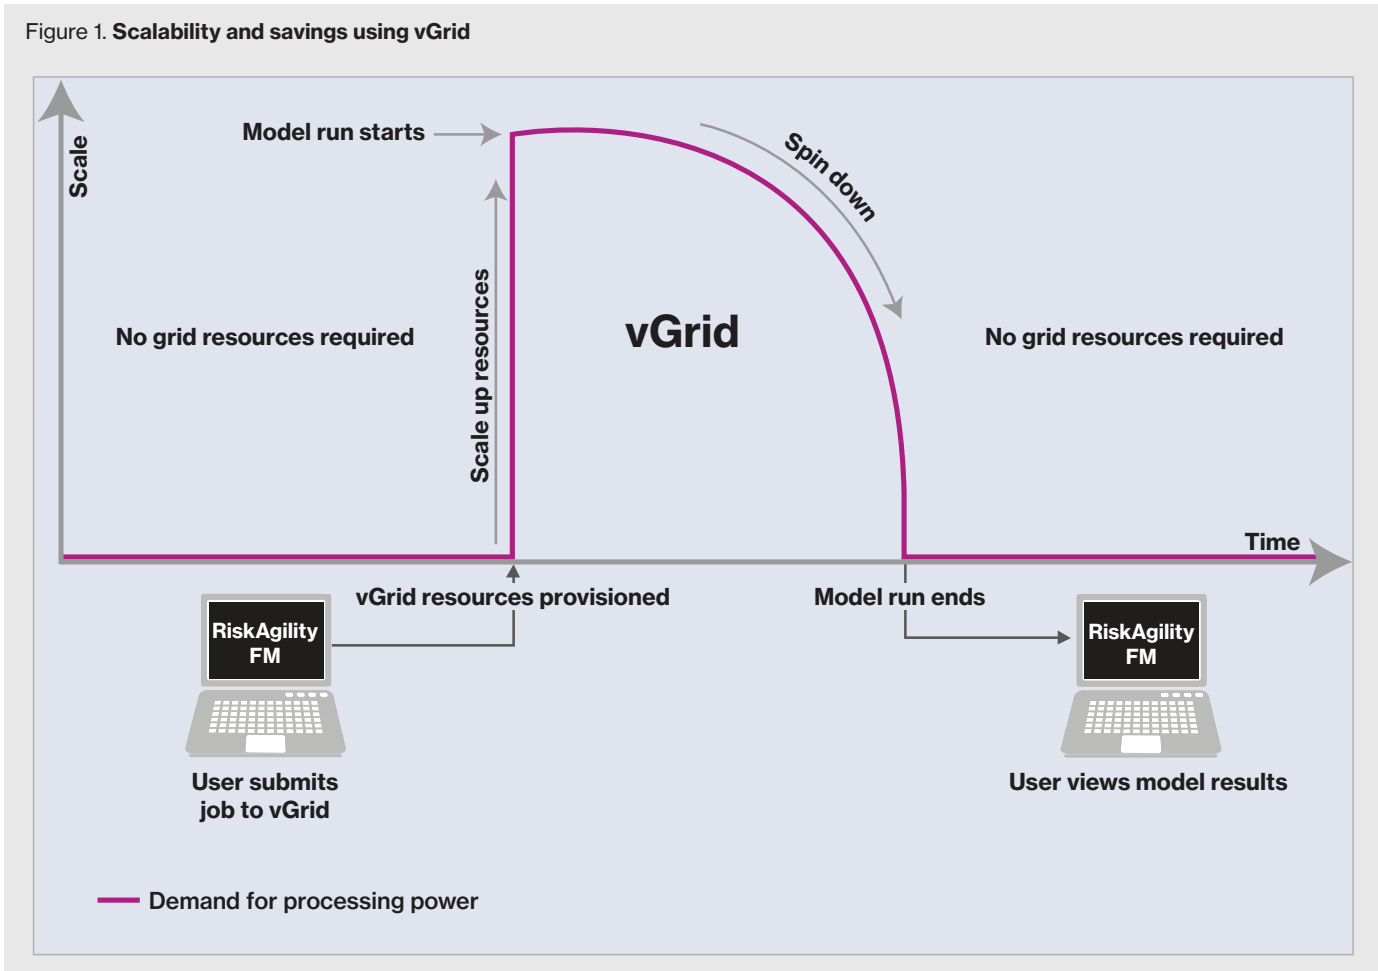 Figure 1. Scalability and savings using vGrid
Scale
Model run starts
Spin down
Scale up resources
No grid resources required
vGrid
No grid resources required
Time
vGrid resources provisioned
Model run ends
RiskAgility
FM
RiskAgility
FM
User submits
job to vGrid
User views model results
Demand for processing power